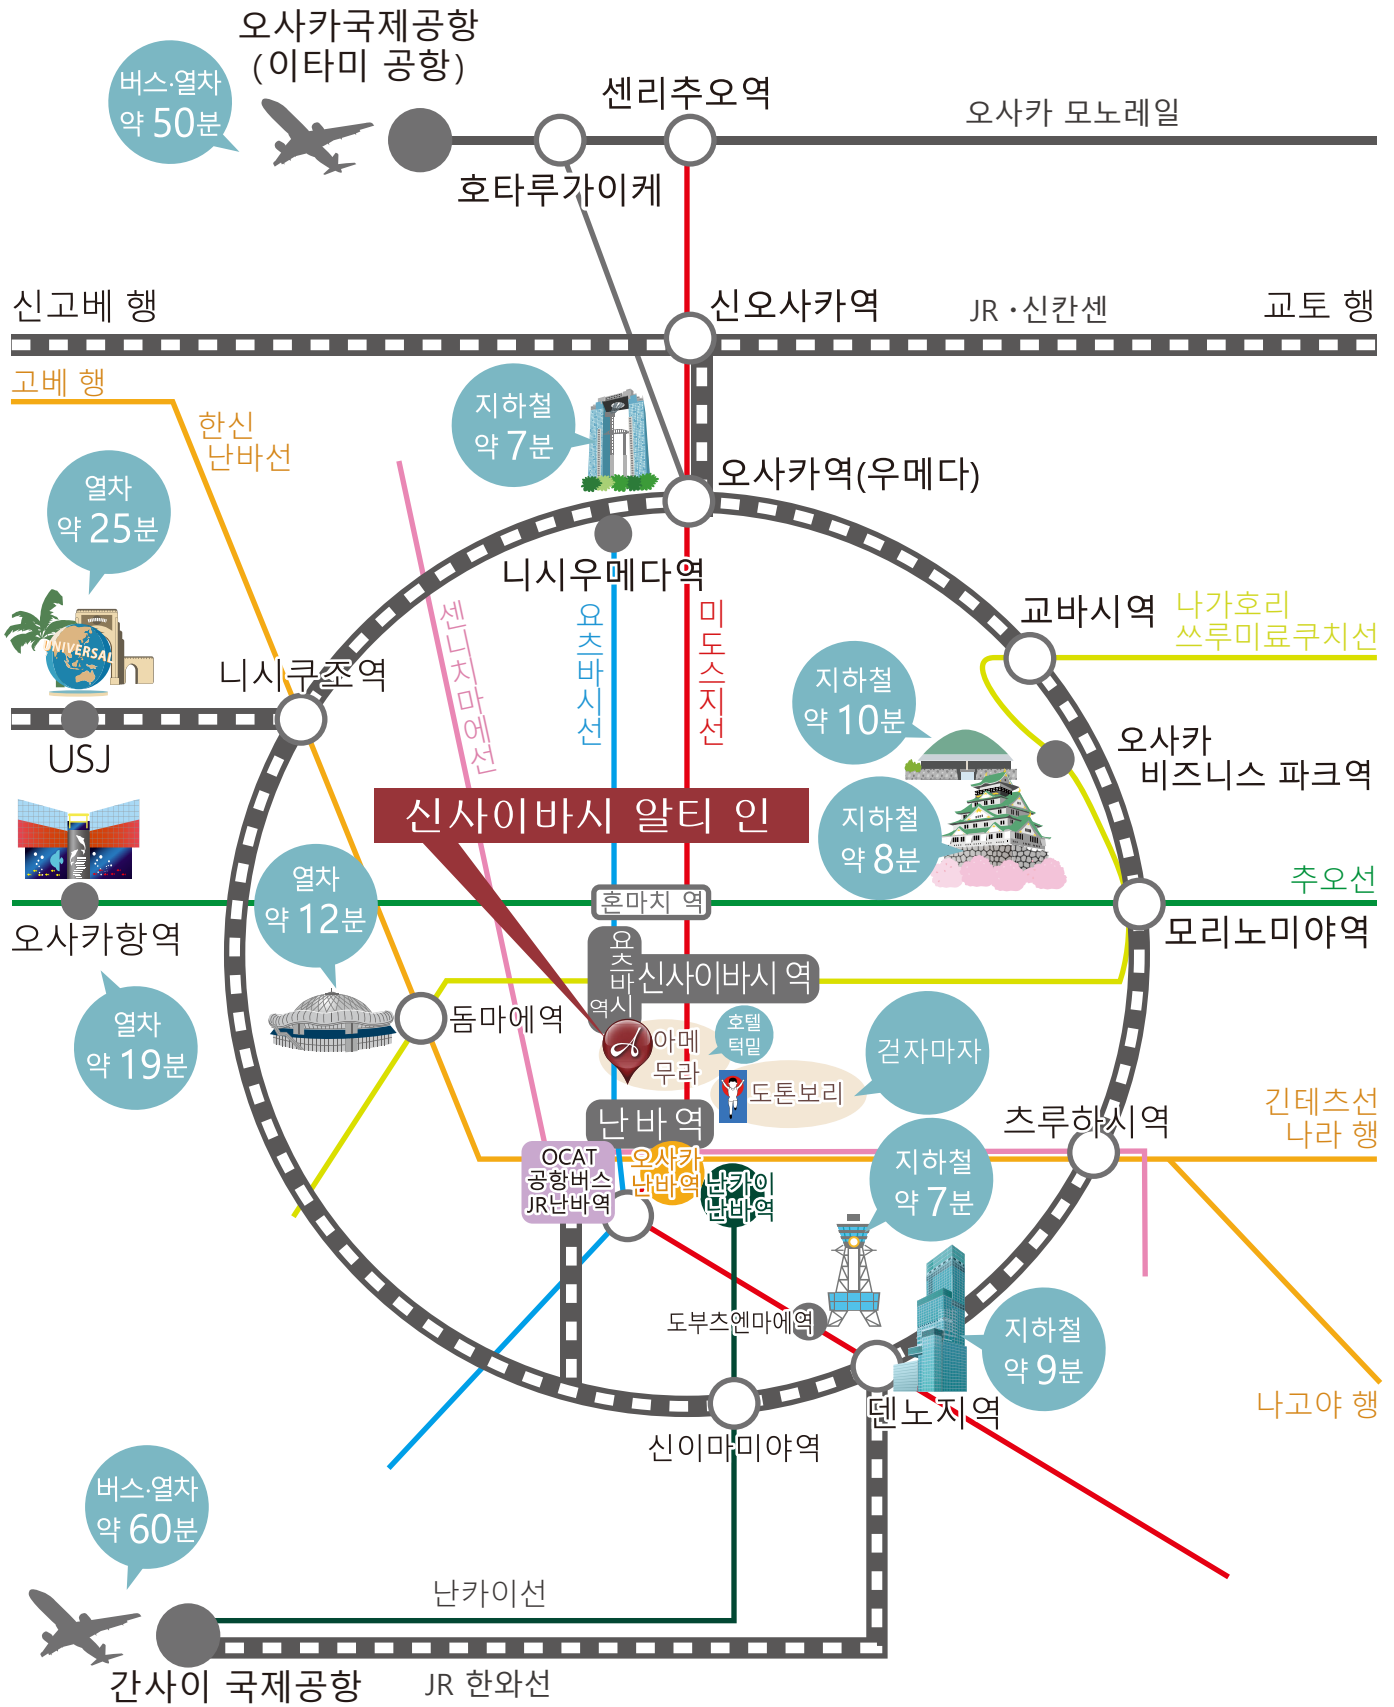 오사카국제공항
(이타미 공항)
버스·열차
약 50분
센리추오역
오사카 모노레일
호타루가이케
신고베 행
신오사카역
JR ·신칸센
교토 행
고베 행
한신
난바선
지하철
약 7분
오사카역(우메다)
열차
약 25분
니시우메다역
센니치마에선
요츠바시선
미도스지선
교바시역
나가호리
쓰루미료쿠치선
UNIVERSAL
니시쿠조역
USJ
지하철
약 10분
오사카
비즈니스 파크역
신사이바시 알티 인
지하철
약 8분
열차
약 12분
혼마치 역
추오선
오사카항역
모리노미야역
요츠바시
역
신사이바시 역
돔마에역
열차
약 19분
아메
무라
호텔
턱밑
걷자마자
도톤보리
난바역
긴테츠선
나라 행
츠루하시역
OCAT
공항버스
JR난바역
오사카
난바역
난카이
난바역
지하철
약 7분
도부츠엔마에역
지하철
약 9분
덴노지역
나고야 행
신이마미야역
버스·열차
약 60분
난카이선
간사이 국제공항
JR 한와선